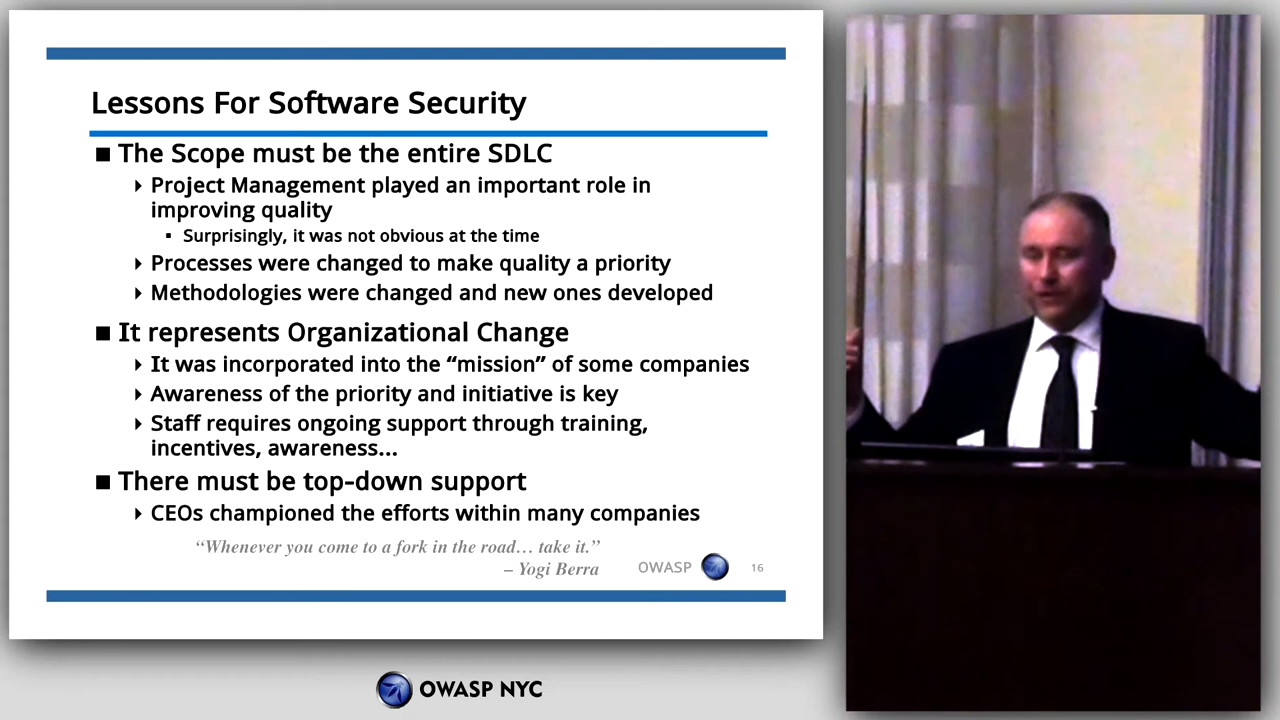 Lessons For Software Security
■ The Scope must be the entire SDLC
Project Management played an important role in
improving quality
▪ Surprisingly, it was not obvious at the time
Processes were changed to make quality a priority
Methodologies were changed and new ones developed
■ It represents Organizational Change
It was incorporated into the “mission” of some companies
Awareness of the priority and initiative is key
Staff requires ongoing support through training,
incentives, awareness...
■ There must be top-down support
CEOs championed the efforts within many companies
“Whenever you come to a fork in the road… take it.”
– Yogi Berra
OWASP
16
OWASP NYC